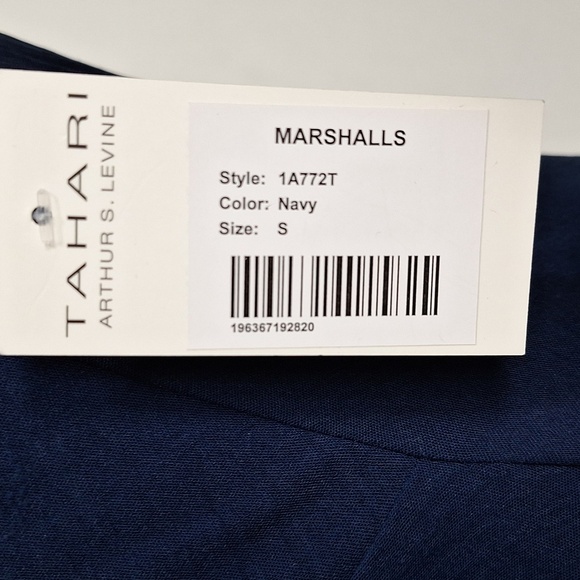 TAHARI
ARTHUR S. LEVINE
MARSHALLS
Style: 1A772T
Color: Navy
Size: S
196367192820